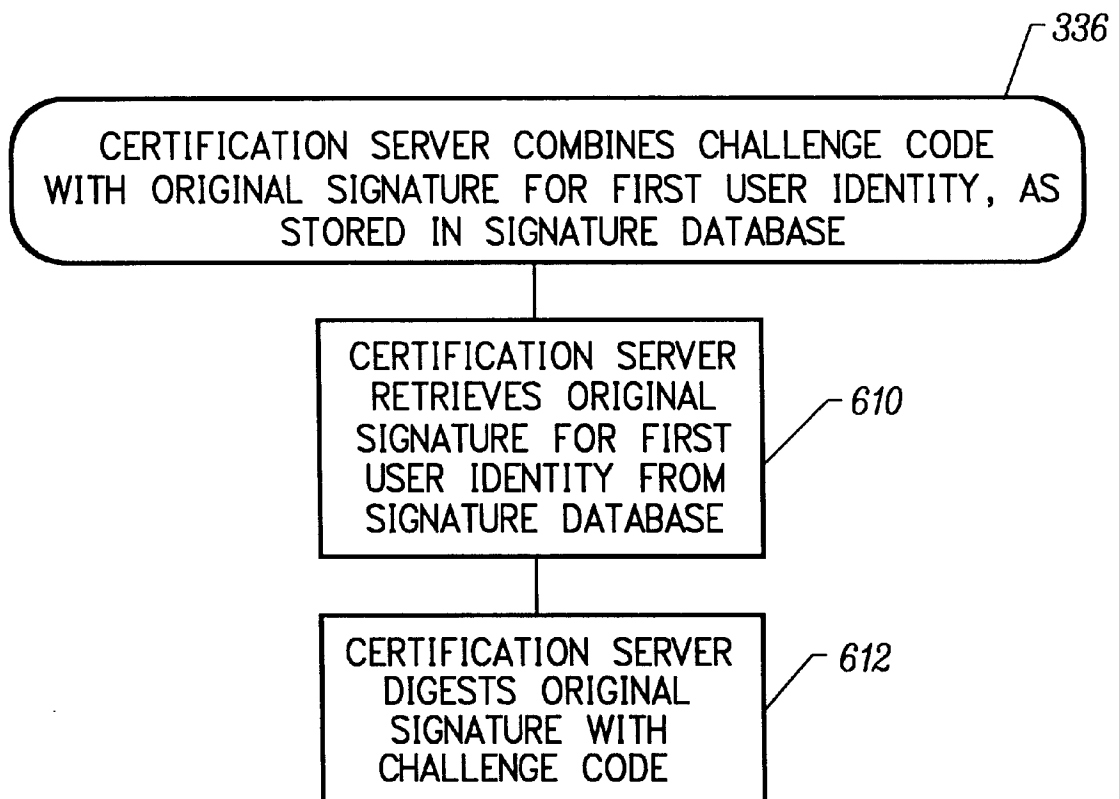 336
CERTIFICATION SERVER COMBINES CHALLENGE CODE
WITH ORIGINAL SIGNATURE FOR FIRST USER IDENTITY, AS
STORED IN SIGNATURE DATABASE
CERTIFICATION SERVER
RETRIEVES ORIGINAL
SIGNATURE FOR FIRST
USER IDENTITY FROM
SIGNATURE DATABASE
610
CERTIFICATION SERVER
DIGESTS ORIGINAL
SIGNATURE WITH
CHALLENGE CODE
612